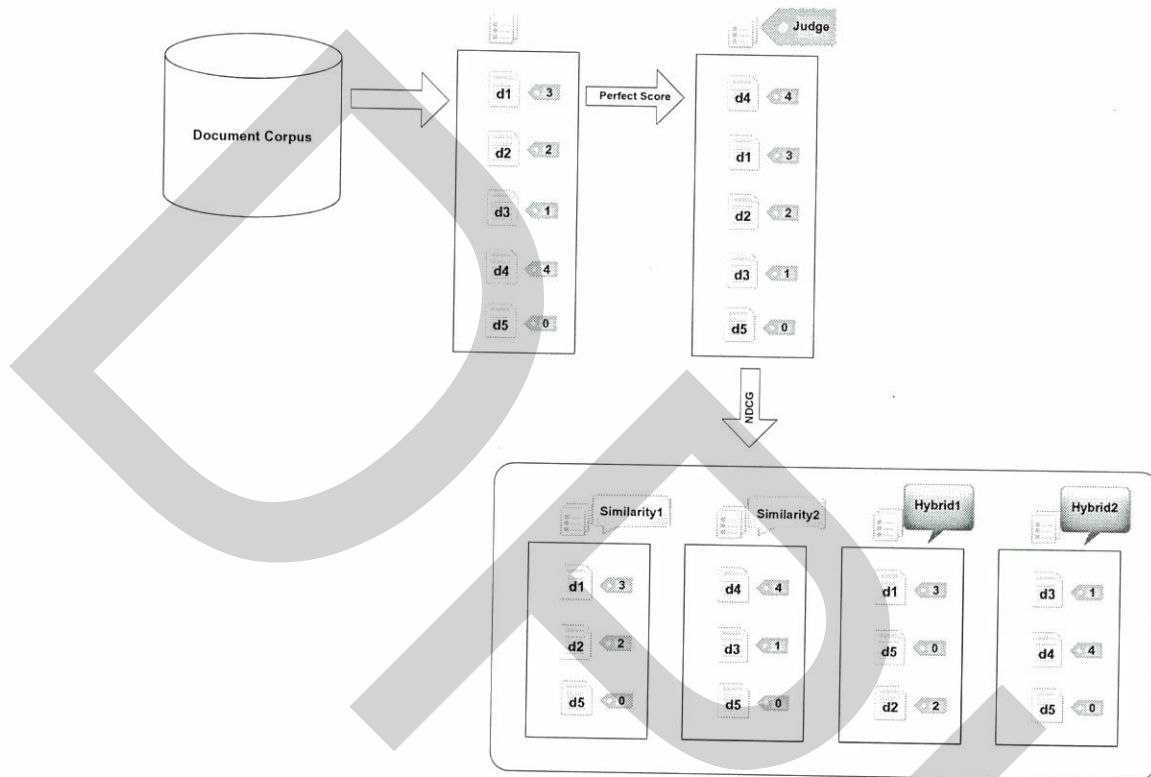 Judge
Document Corpus
d1 3
d2 2
d3 1
d4 4
d5 0
Perfect Score
d4 4
d1 3
d2 2
d3 1
d5 0
NDCG
Similarity1
d1 3
d2 2
d5 0
Similarity2
d4 4
d3 1
d5 0
Hybrid1
d1 3
d5 0
d2 2
Hybrid2
d3 1
d4 4
d5 0